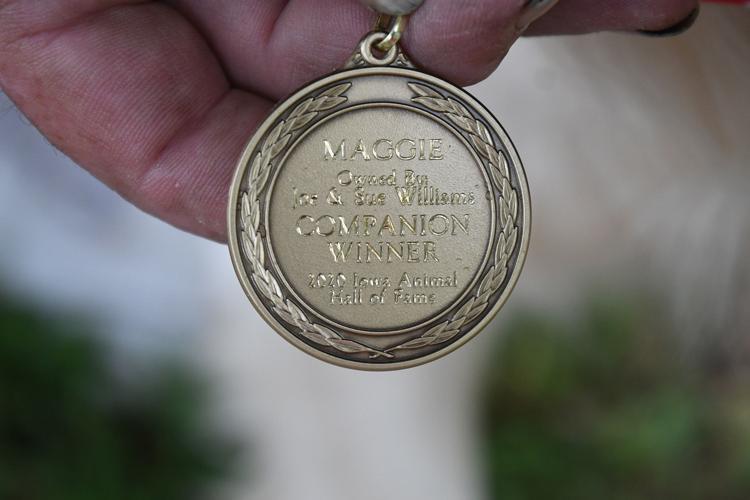 MAGGIE
Owned By:
Joe & Sue Williams
COMPANION
WINNER
2020 Iowa Animal
Hall of Fame